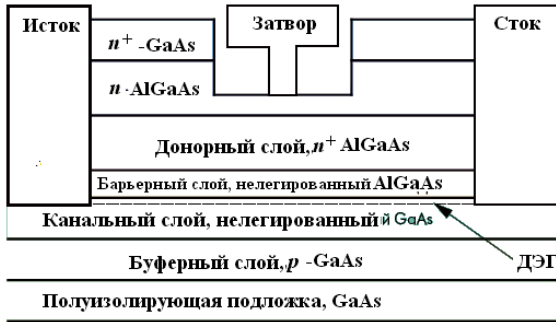 Исток
Затвор
Сток
n+ -GaAs
n - AlGaAs
Донорный слой, n+ AlGaAs
Барьерный слой, нелегированный AlGaAs
Канальный слой, нелегированный GaAs
Буферный слой, p -GaAs
ДЭГ
Полуизолирующая подложка, GaAs